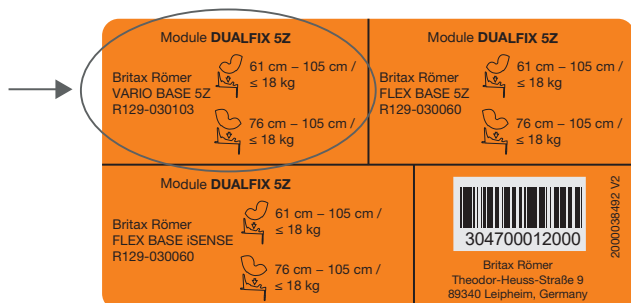 Module DUALFIX 5Z
Britax Römer
VARIO BASE 5Z
R129-030103
61 cm – 105 cm /
≤ 18 kg
76 cm – 105 cm /
≤ 18 kg
Module DUALFIX 5Z
Britax Römer
FLEX BASE 5Z
R129-030060
61 cm – 105 cm /
≤ 18 kg
76 cm – 105 cm /
≤ 18 kg
Module DUALFIX 5Z
Britax Römer
FLEX BASE iSENSE
R129-030060
61 cm – 105 cm /
≤ 18 kg
76 cm – 105 cm /
≤ 18 kg
304700012000
Britax Römer
Theodor-Heuss-Straße 9
89340 Leipheim, Germany
2000038492 V2